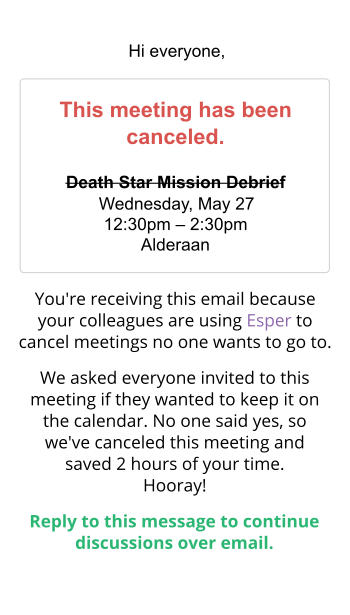 Hi everyone,
This meeting has been
canceled.
Death Star Mission Debrief
Wednesday, May 27
12:30pm – 2:30pm
Alderaan
You're receiving this email because
your colleagues are using Esper to
cancel meetings no one wants to go to.
We asked everyone invited to this
meeting if they wanted to keep it on
the calendar. No one said yes, so
we've canceled this meeting and
saved 2 hours of your time.
Hooray!
Reply to this message to continue
discussions over email.